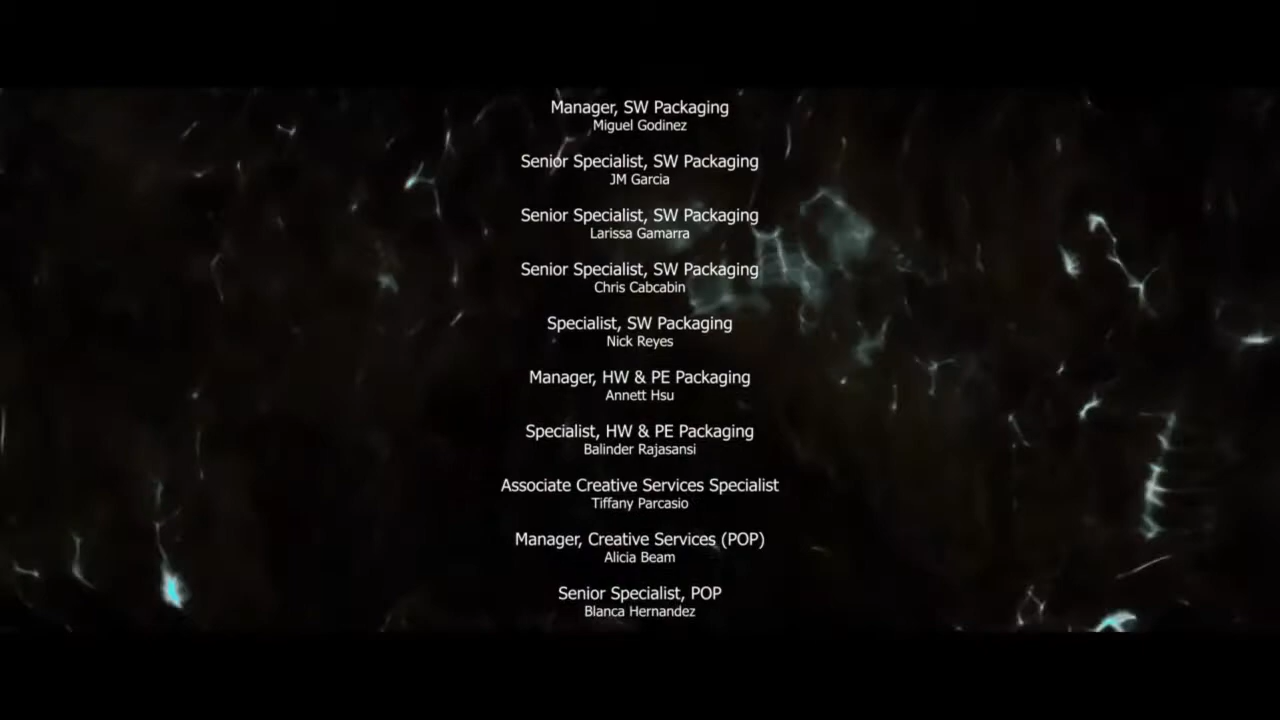 Manager, SW Packaging
Miguel Godinez
Senior Specialist, SW Packaging
JM Garcia
Senior Specialist, SW Packaging
Larissa Gamarra
Senior Specialist, SW Packaging
Chris Cabcabin
Specialist, SW Packaging
Nick Reyes
Manager, HW & PE Packaging
Annett Hsu
Specialist, HW & PE Packaging
Balinder Rajasansi
Associate Creative Services Specialist
Tiffany Parcasio
Manager, Creative Services (POP)
Alicia Beam
Senior Specialist, POP
Blanca Hernandez